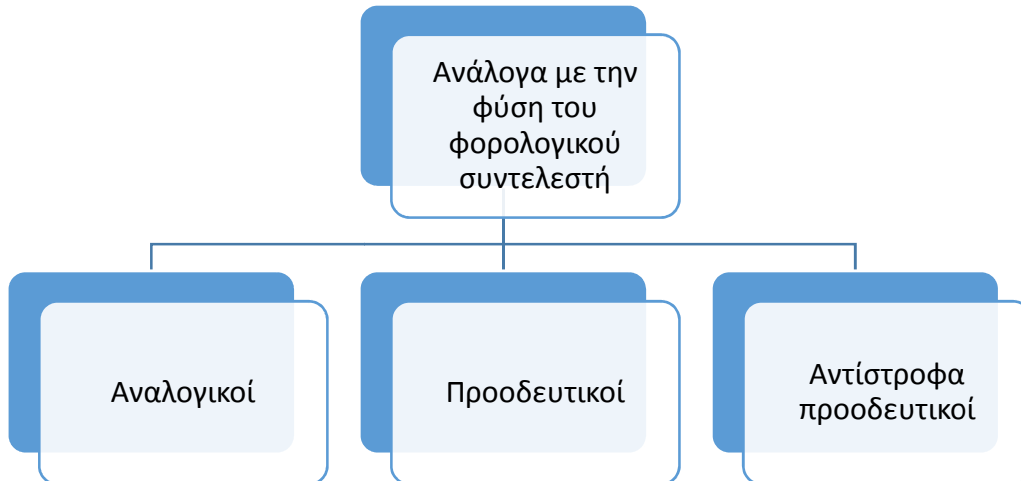 Ανάλογα με την
φύση του
φορολογικού
συντελεστή
Αναλογικοί
Προοδευτικοί
Αντίστροφα
προοδευτικοί